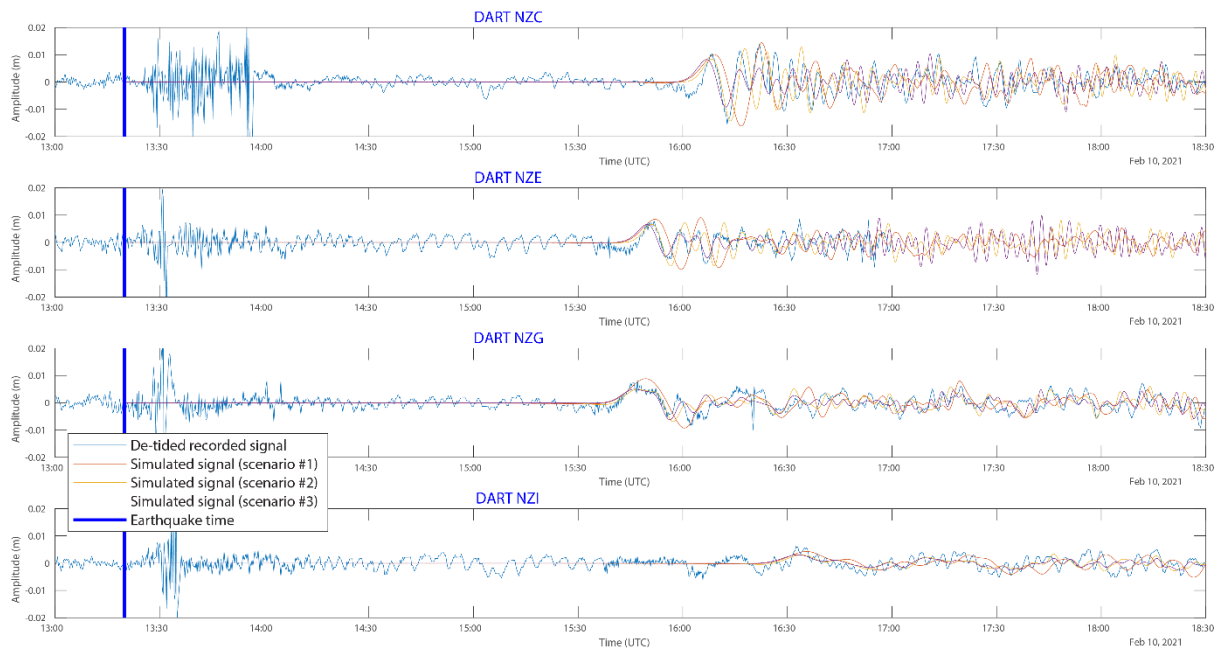 DART NZC
0.02
0.01
0
-0.01
-0.02
Amplitude (m)
13:00 13:30 14:00 14:30 15:00 15:30 16:00 16:30 17:00 17:30 18:00 18:30
Time (UTC)
Feb 10, 2021
DART NZE
0.02
0.01
0
-0.01
-0.02
Amplitude (m)
13:00 13:30 14:00 14:30 15:00 15:30 16:00 16:30 17:00 17:30 18:00 18:30
Time (UTC)
Feb 10, 2021
DART NZG
0.02
0.01
0
-0.01
-0.02
Amplitude (m)
13:00 13:30 14:00 14:30 15:00 15:30 16:00 16:30 17:00 17:30 18:00 18:30
Time (UTC)
Feb 10, 2021
De-tided recorded signal
Simulated signal (scenario #1)
Simulated signal (scenario #2)
Simulated signal (scenario #3)
Earthquake time
DART NZI
0.02
0.01
0
-0.01
-0.02
Amplitude (m)
13:00 13:30 14:00 14:30 15:00 15:30 16:00 16:30 17:00 17:30 18:00 18:30
Time (UTC)
Feb 10, 2021